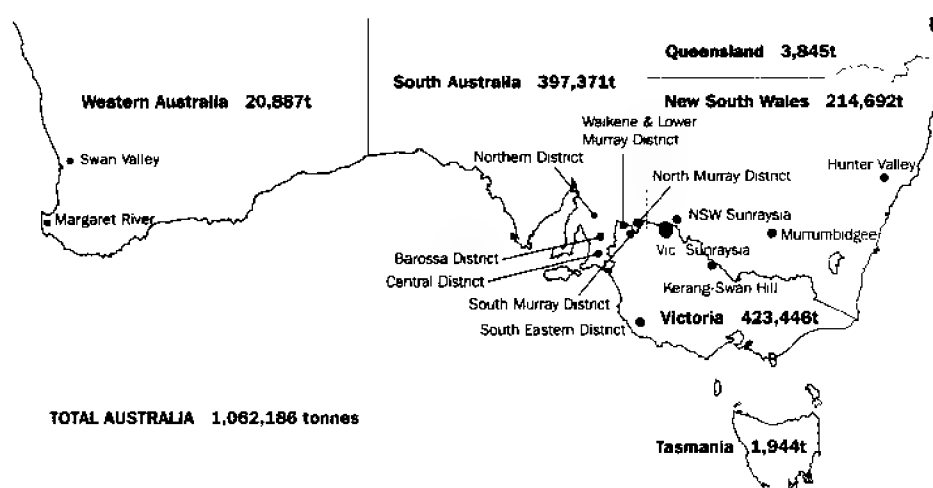 Queensland 3,845t
South Australia 397,371t
Western Australia 20,887t
New South Wales 214,692t
Waikerie & Lower
Murray District
Northern District
Swan Valley
Hunter Valley
North Murray District
Margaret River
NSW Sunraysia
Murrumbidgee
Vic Sunraysia
Barossa District
Central District
Kerang-Swan Hill
South Murray District
Victoria 423,446t
South Eastern District
TOTAL AUSTRALIA 1,062,186 tonnes
Tasmania 1,944t